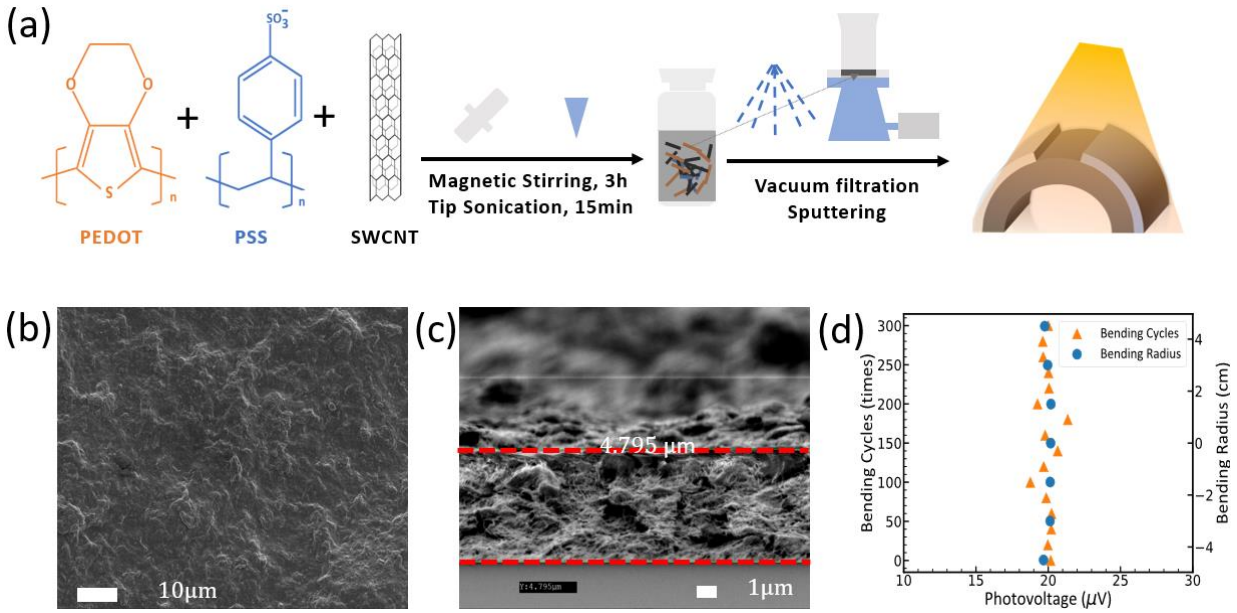 (a)
SO3-
O
O
S
n
n
+
+
PEDOT
PSS
SWCNT
Magnetic Stirring, 3h
Tip Sonication, 15min
Vacuum filtration
Sputtering
(b)
10μm
(c)
4.795 μm
Y:4.795μm
1μm
(d)
Bending Cycles (times)
300
250
200
150
100
50
0
Bending Cycles
Bending Radius
4
2
0
−2
−4
Bending Radius (cm)
10
15
20
25
30
Photovoltage (μV)